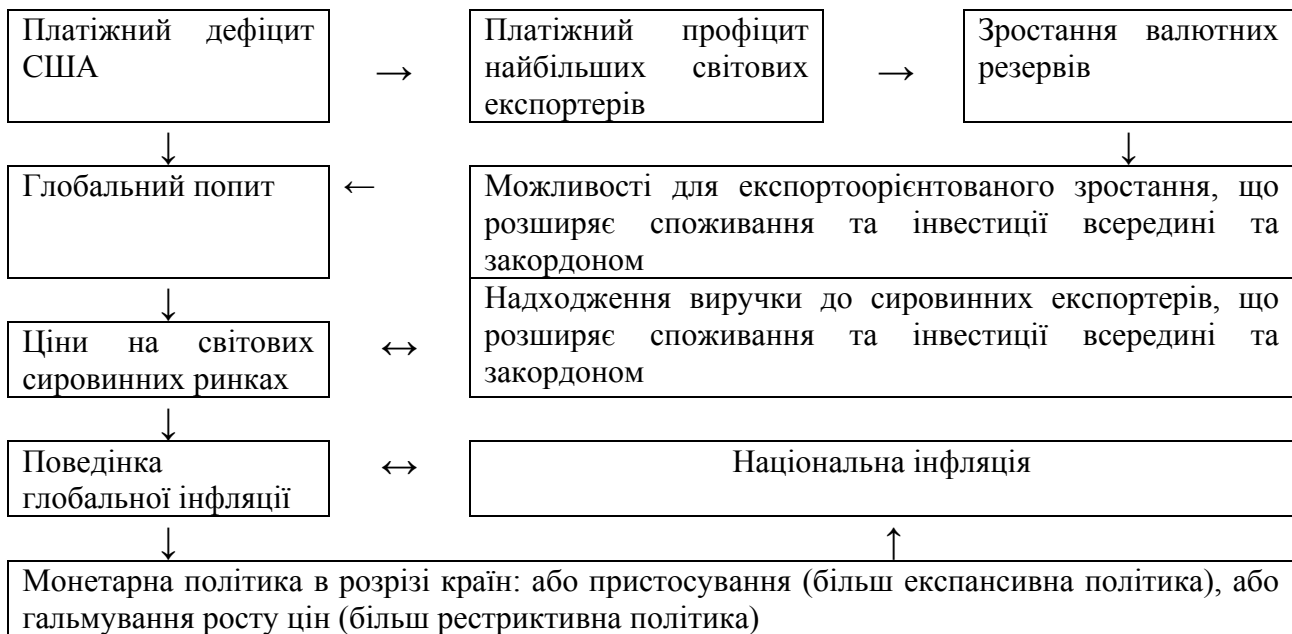 Платіжний дефіцит
США
→
Платіжний профіцит
найбільших світових
експортерів
→
Зростання валютних
резервів
↓
↓
Глобальний попит
←
Можливості для експортоорієнтованого зростання, що
розширяє споживання та інвестиції всередині та
закордоном
↓
Ціни на світових
сировинних ринках
↔
Надходження виручки до сировинних експортерів, що
розширяє споживання та інвестиції всередині та
закордоном
↓
Поведінка
глобальної інфляції
↔
Національна інфляція
↓
↑
Монетарна політика в розрізі країн: або пристосування (більш експансивна політика), або
гальмування росту цін (більш рестриктивна політика)